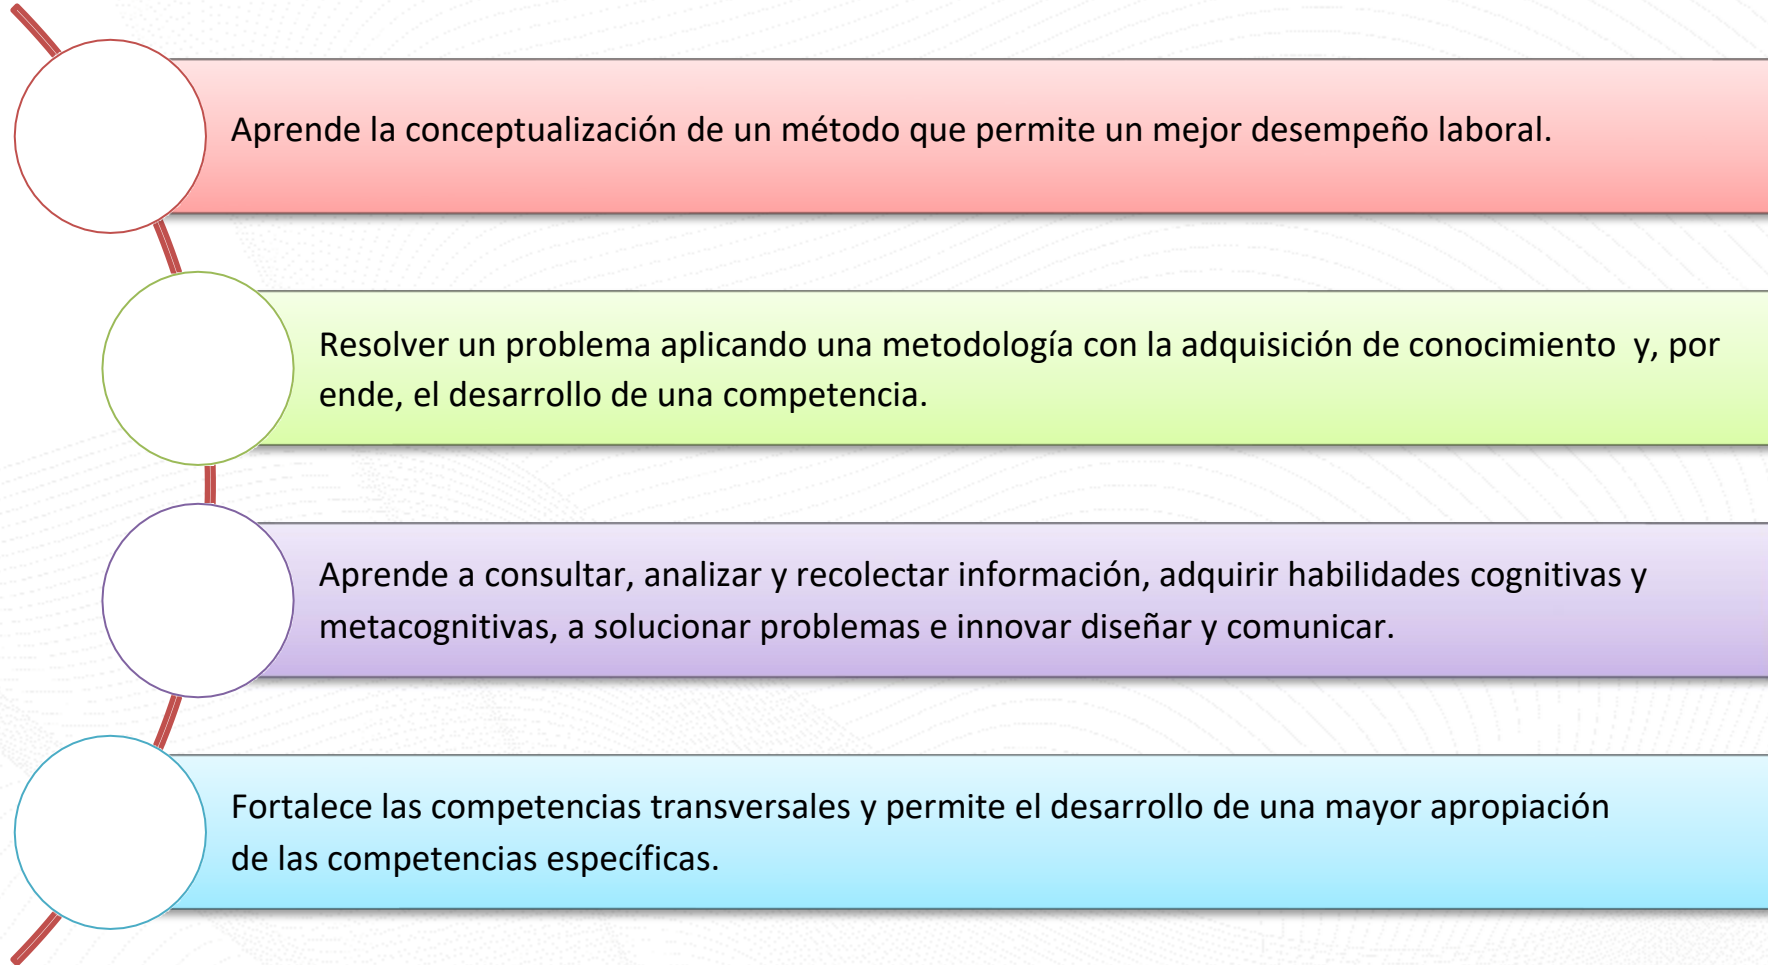 Aprende la conceptualización de un método que permite un mejor desempeño laboral.
Resolver un problema aplicando una metodología con la adquisición de conocimiento  y, por
ende, el desarrollo de una competencia.
Aprende a consultar, analizar y recolectar información, adquirir habilidades cognitivas y
metacognitivas, a solucionar problemas e innovar diseñar y comunicar.
Fortalece las competencias transversales y permite el desarrollo de una mayor apropiación
de las competencias específicas.